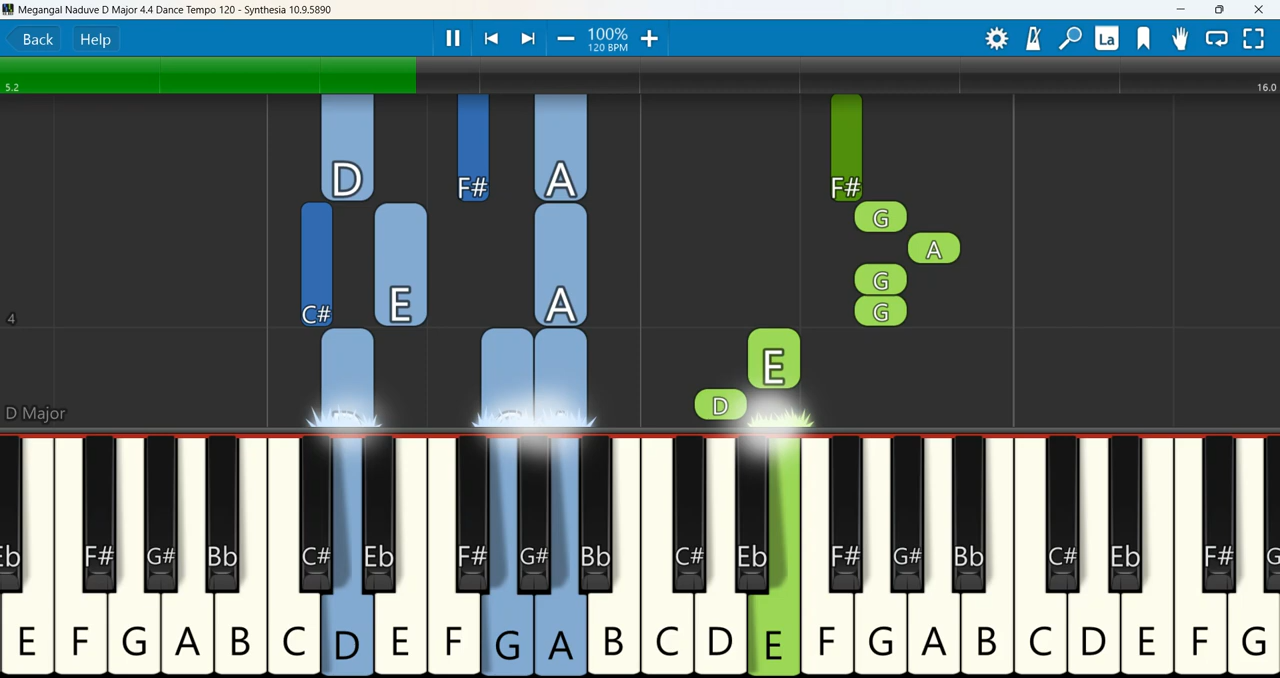 Megangal Naduve D Major 4.4 Dance Tempo 120 - Synthesia 10.9.5890
Back Help 100% La
120 BPM
5.2 16.0
D F# A F#
G
A
C# E A G
4 G
E
D
D Major
Eb F# G# Bb C# Eb F# G# Bb C# Eb F# G# Bb C# Eb F# G
E F G A B C D E F G A B C D E F G A B C D E F G